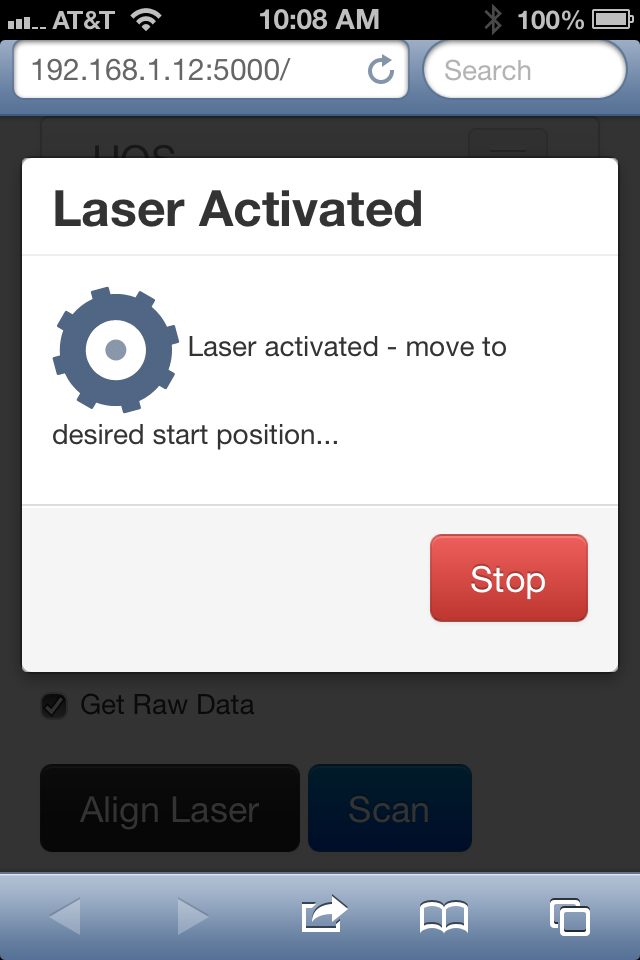 AT&T 10:08 AM 100%
192.168.1.12:5000/ Search
Laser Activated
Laser activated - move to
desired start position...
Stop
Get Raw Data
Align Laser Scan